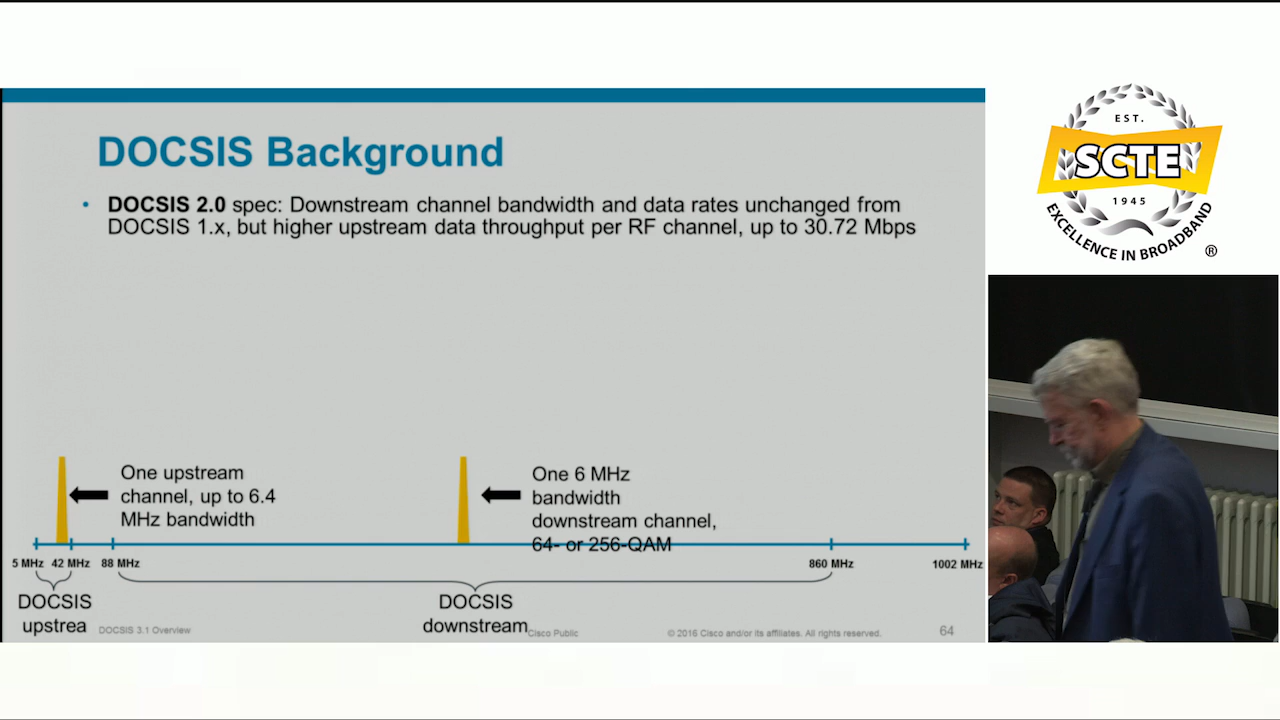 DOCSIS Background
• DOCSIS 2.0 spec: Downstream channel bandwidth and data rates unchanged from
DOCSIS 1.x, but higher upstream data throughput per RF channel, up to 30.72 Mbps
One upstream
channel, up to 6.4
MHz bandwidth
One 6 MHz
bandwidth
downstream channel,
64- or 256-QAM
5 MHz 42 MHz 88 MHz 860 MHz 1002 MHz
DOCSIS
upstrea
DOCSIS
downstream
DOCSIS 3.1 Overview
Cisco Public
© 2016 Cisco and/or its affiliates. All rights reserved.
64
EST.
SCTE
1945
EXCELLENCE IN BROADBAND
®